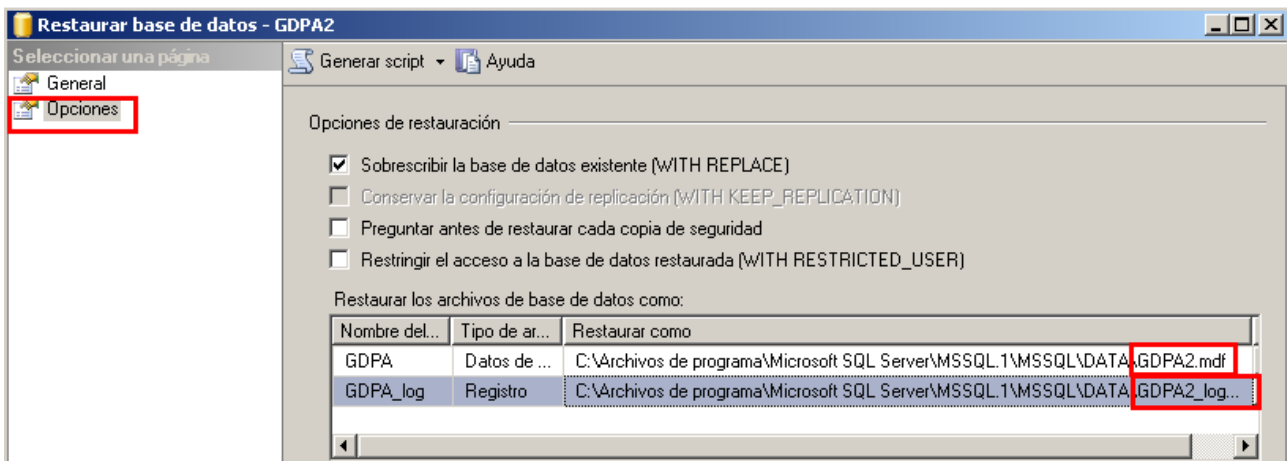 Restaurar base de datos - GDPA2
Seleccionar una página
General
Opciones
Generar script Ayuda
Opciones de restauración
Sobrescribir la base de datos existente (WITH REPLACE)
Conservar la configuración de replicación (WITH KEEP_REPLICATION)
Preguntar antes de restaurar cada copia de seguridad
Restringir el acceso a la base de datos restaurada (WITH RESTRICTED_USER)
Restaurar los archivos de base de datos como:
Nombre del... Tipo de ar... Restaurar como
GDPA Datos de ... C:\Archivos de programa\Microsoft SQL Server\MSSQL.1\MSSQL\DATA\GDPA2.mdf
GDPA_log Registro C:\Archivos de programa\Microsoft SQL Server\MSSQL.1\MSSQL\DATA\GDPA2_log...